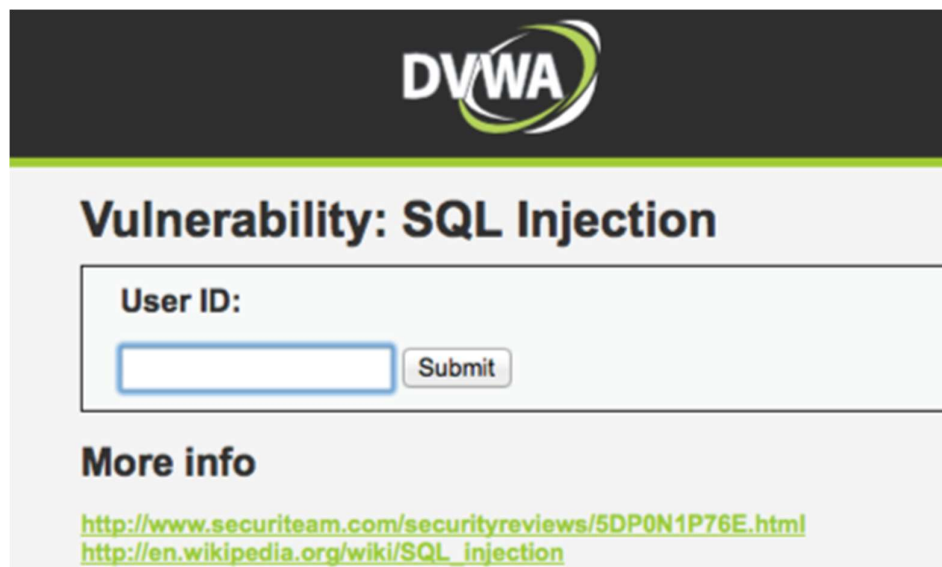 DVWA
Vulnerability: SQL Injection
User ID:
Submit
More info
http://www.securiteam.com/securityreviews/5DP0N1P76E.html
http://en.wikipedia.org/wiki/SQL_injection